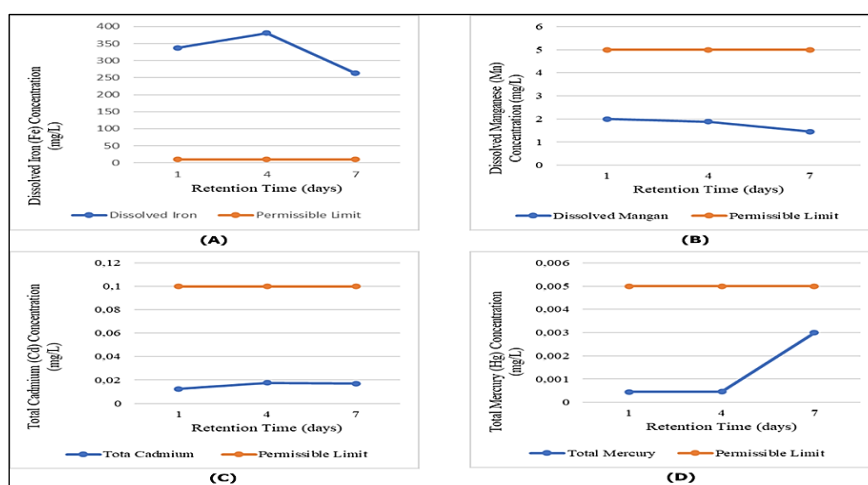 Dissolved Iron (Fe) Concentration
(mg/L)
400
350
300
250
200
150
100
50
0
1 4 7
Retention Time (days)
Dissolved Iron Permissible Limit
(A)
Dissolved Manganese (Mn)
Concentration (mg/L)
6
5
4
3
2
1
0
1 4 7
Retention Time (days)
Dissolved Mangan Permissible Limit
(B)
Total Cadmium (Cd) Concentration
(mg/L)
0,12
0,1
0,08
0,06
0,04
0,02
0
1 4 7
Retention Time (days)
Tota Cadmium Permissible Limit
(C)
Total Mercury (Hg) Concentration
(mg/L)
0,006
0,005
0,004
0,003
0,002
0,001
0
1 4 7
Retention Time (days)
Total Mercury Permissible Limit
(D)